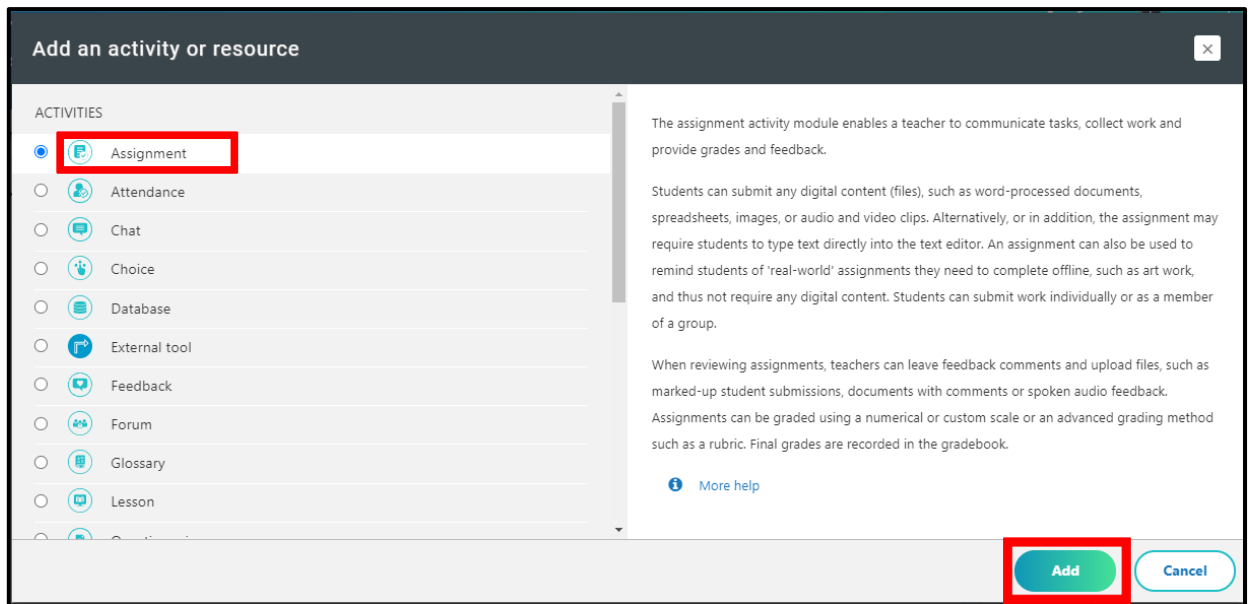 Add an activity or resource
ACTIVITIES
Assignment
Attendance
Chat
Choice
Database
External tool
Feedback
Forum
Glossary
Lesson
The assignment activity module enables a teacher to communicate tasks, collect work and
provide grades and feedback.
Students can submit any digital content (files), such as word-processed documents,
spreadsheets, images, or audio and video clips. Alternatively, or in addition, the assignment may
require students to type text directly into the text editor. An assignment can also be used to
remind students of 'real-world' assignments they need to complete offline, such as art work,
and thus not require any digital content. Students can submit work individually or as a member
of a group.
When reviewing assignments, teachers can leave feedback comments and upload files, such as
marked-up student submissions, documents with comments or spoken audio feedback.
Assignments can be graded using a numerical or custom scale or an advanced grading method
such as a rubric. Final grades are recorded in the gradebook.
More help
Add
Cancel